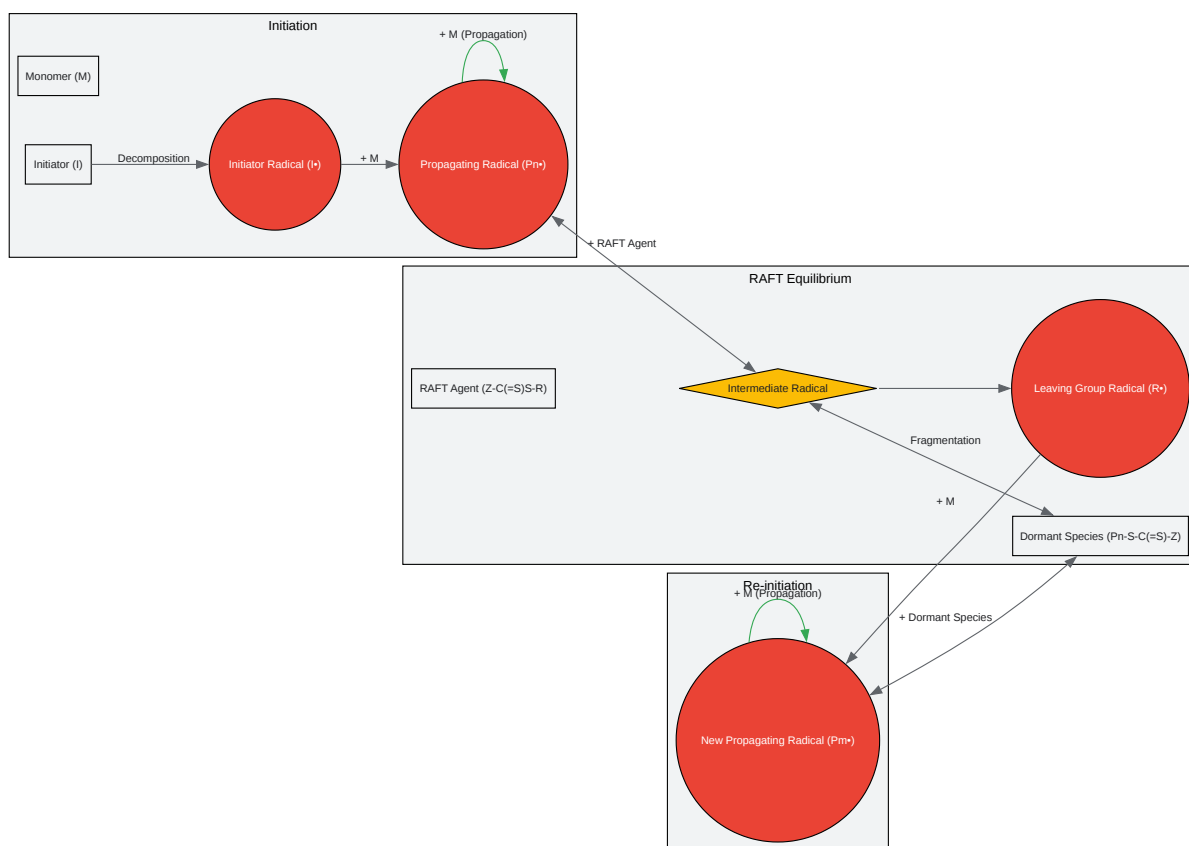 Initiation
+ M (Propagation)
Monomer (M)
Initiator (I)
Decomposition
Initiator Radical (I•)
+ M
Propagating Radical (Pn•)
+ RAFT Agent
RAFT Equilibrium
RAFT Agent (Z-C(=S)S-R)
Intermediate Radical
Leaving Group Radical (R•)
Fragmentation
+ M
Dormant Species (Pn-S-C(=S)-Z)
Re-initiation
+ M (Propagation)
+ Dormant Species
New Propagating Radical (Pm•)